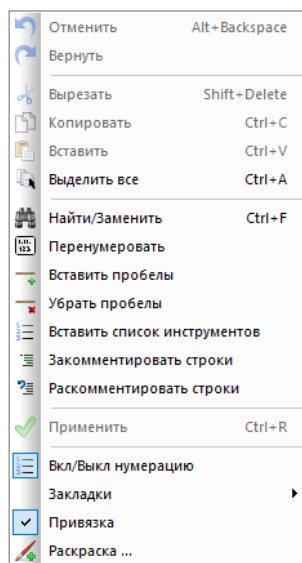 Отменить Alt+Backspace
Вернуть
Вырезать Shift+Delete
Копировать Ctrl+C
Вставить Ctrl+V
Выделить все Ctrl+A
Найти/Заменить Ctrl+F
Перенумеровать
Вставить пробелы
Убрать пробелы
Вставить список инструментов
Закомментировать строки
Раскомментировать строки
Применить Ctrl+R
Вкл/Выкл нумерацию
Закладки
Привязка
Раскраска ...